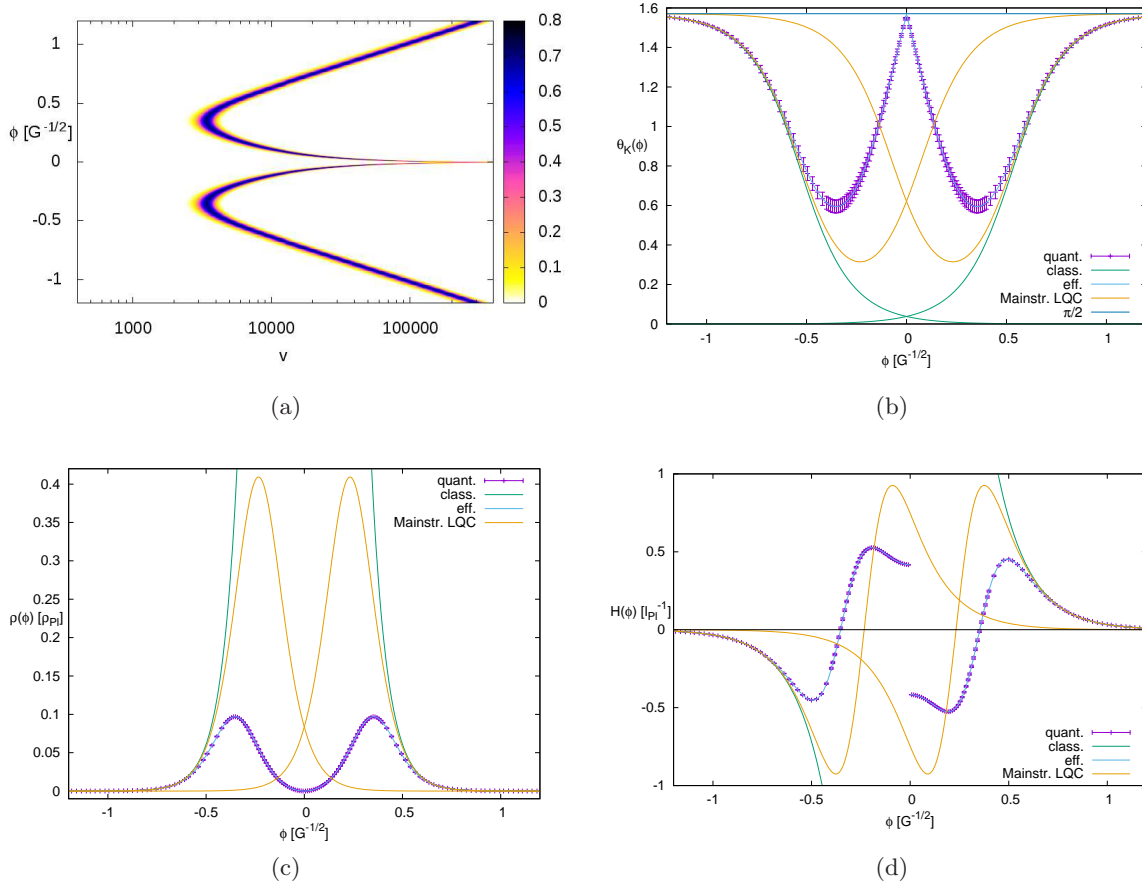 1
0.5
ϕ [G -1/2]
0
-0.5
-1
1000
10000
100000
v
0.8
0.7
0.6
0.5
0.4
0.3
0.2
0.1
0
(a)
1.6
1.4
1.2
1
θK(ϕ)
0.8
0.6
0.4
0.2
0
quant.
class.
eff.
Mainstr. LQC
π/2
-1
-0.5
0
0.5
1
ϕ [G-1/2]
(b)
0.4
0.35
0.3
0.25
ρ(ϕ) [ρPl]
0.2
0.15
0.1
0.05
0
quant.
class.
eff.
Mainstr. LQC
-1
-0.5
0
0.5
1
ϕ [G-1/2]
(c)
1
0.5
H(ϕ) [lPl-1]
0
-0.5
-1
quant.
class.
eff.
Mainstr. LQC
-1
-0.5
0
0.5
1
ϕ [G-1/2]
(d)